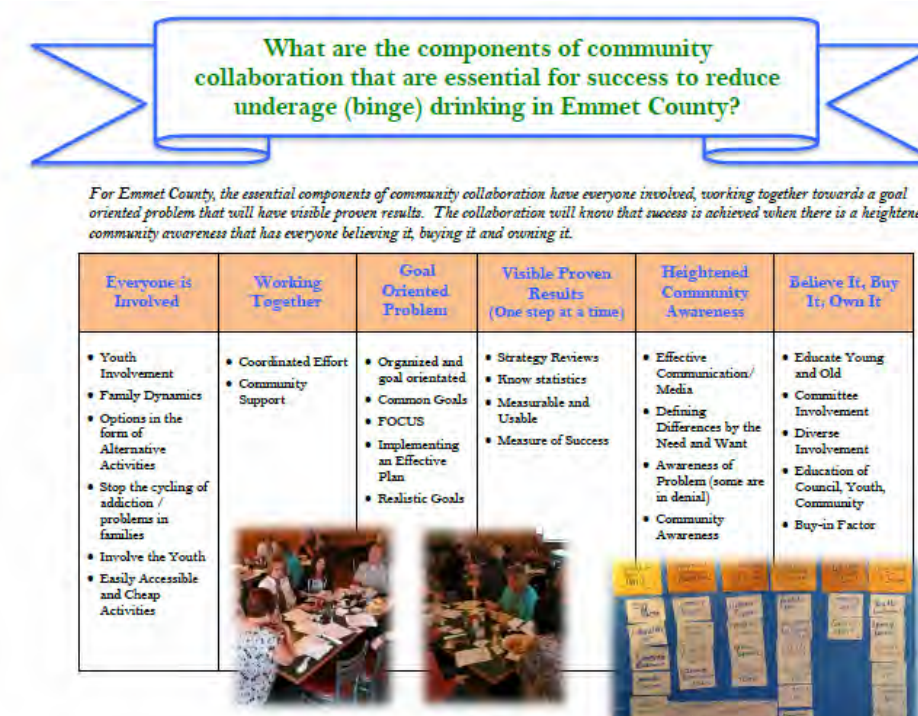 What are the components of community
collaboration that are essential for success to reduce
underage (binge) drinking in Emmet County?
For Emmet County, the essential components of community collaboration have everyone involved, working together towards a goal
oriented problem that will have visible proven results. The collaboration will know that success is achieved when there is a heightene
community awareness that has everyone believing it, buying it and owning it.
Everyone is
Involved
Working
Together
Goal
Oriented
Problem
Visible Proven
Results
(One step at a time)
Heightened
Community
Awareness
Believe It, Buy
It, Own It
• Youth
Involvement
• Family Dynamics
• Options in the
form of
Alternative
Activities
• Stop the cycling of
addiction /
problems in
families
• Involve the Youth
• Easily Accessible
and Cheap
Activities
• Coordinated Effort
• Community
Support
• Organized and
goal orientated
• Common Goals
• FOCUS
• Implementing
an Effective
Plan
• Realistic Goals
• Strategy Reviews
• Know statistics
• Measurable and
Usable
• Measure of Success
• Effective
Communication/
Media
• Defining
Differences by the
Need and Want
• Awareness of
Problem (some are
in denial)
• Community
Awareness
• Educate Young
and Old
• Committee
Involvement
• Diverse
Involvement
• Education of
Council, Youth,
Community
• Buy-in Factor